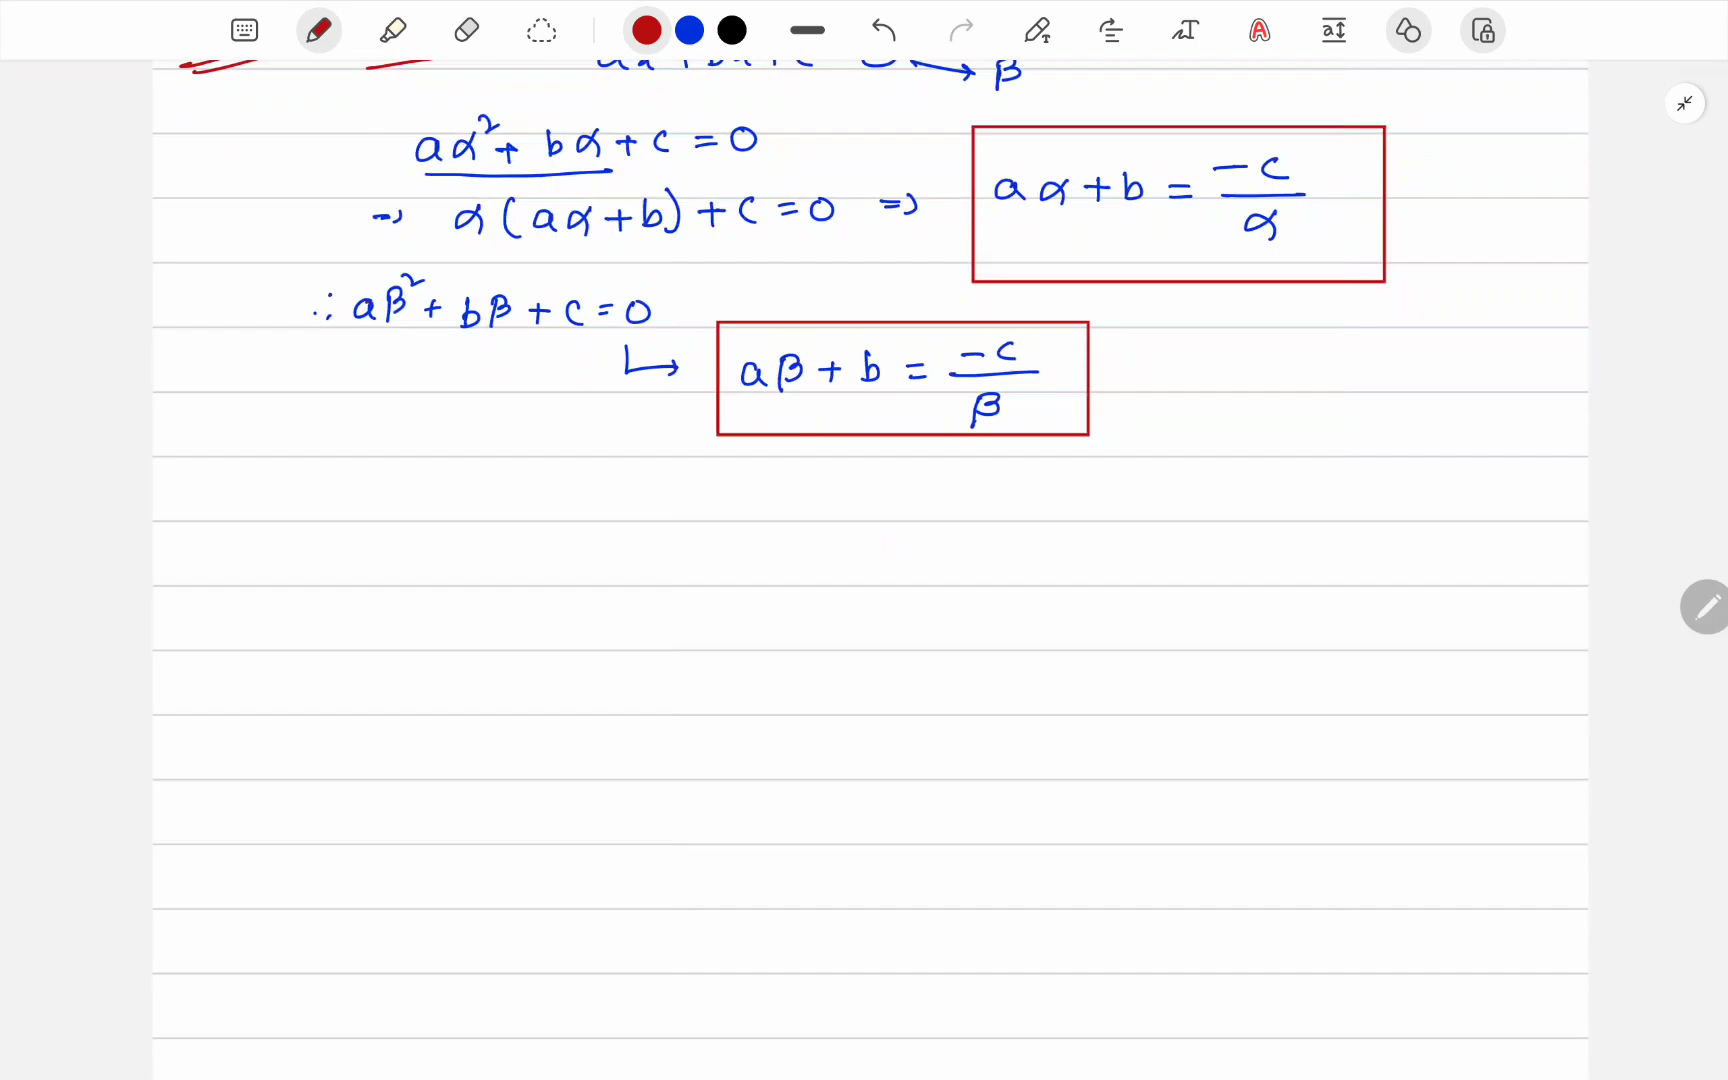 β
aα² + bα + c = 0
⇒ α(aα + b) + c = 0 ⇒ aα + b = -c/α
∴ aβ² + bβ + c = 0
↳ aβ + b = -c/β